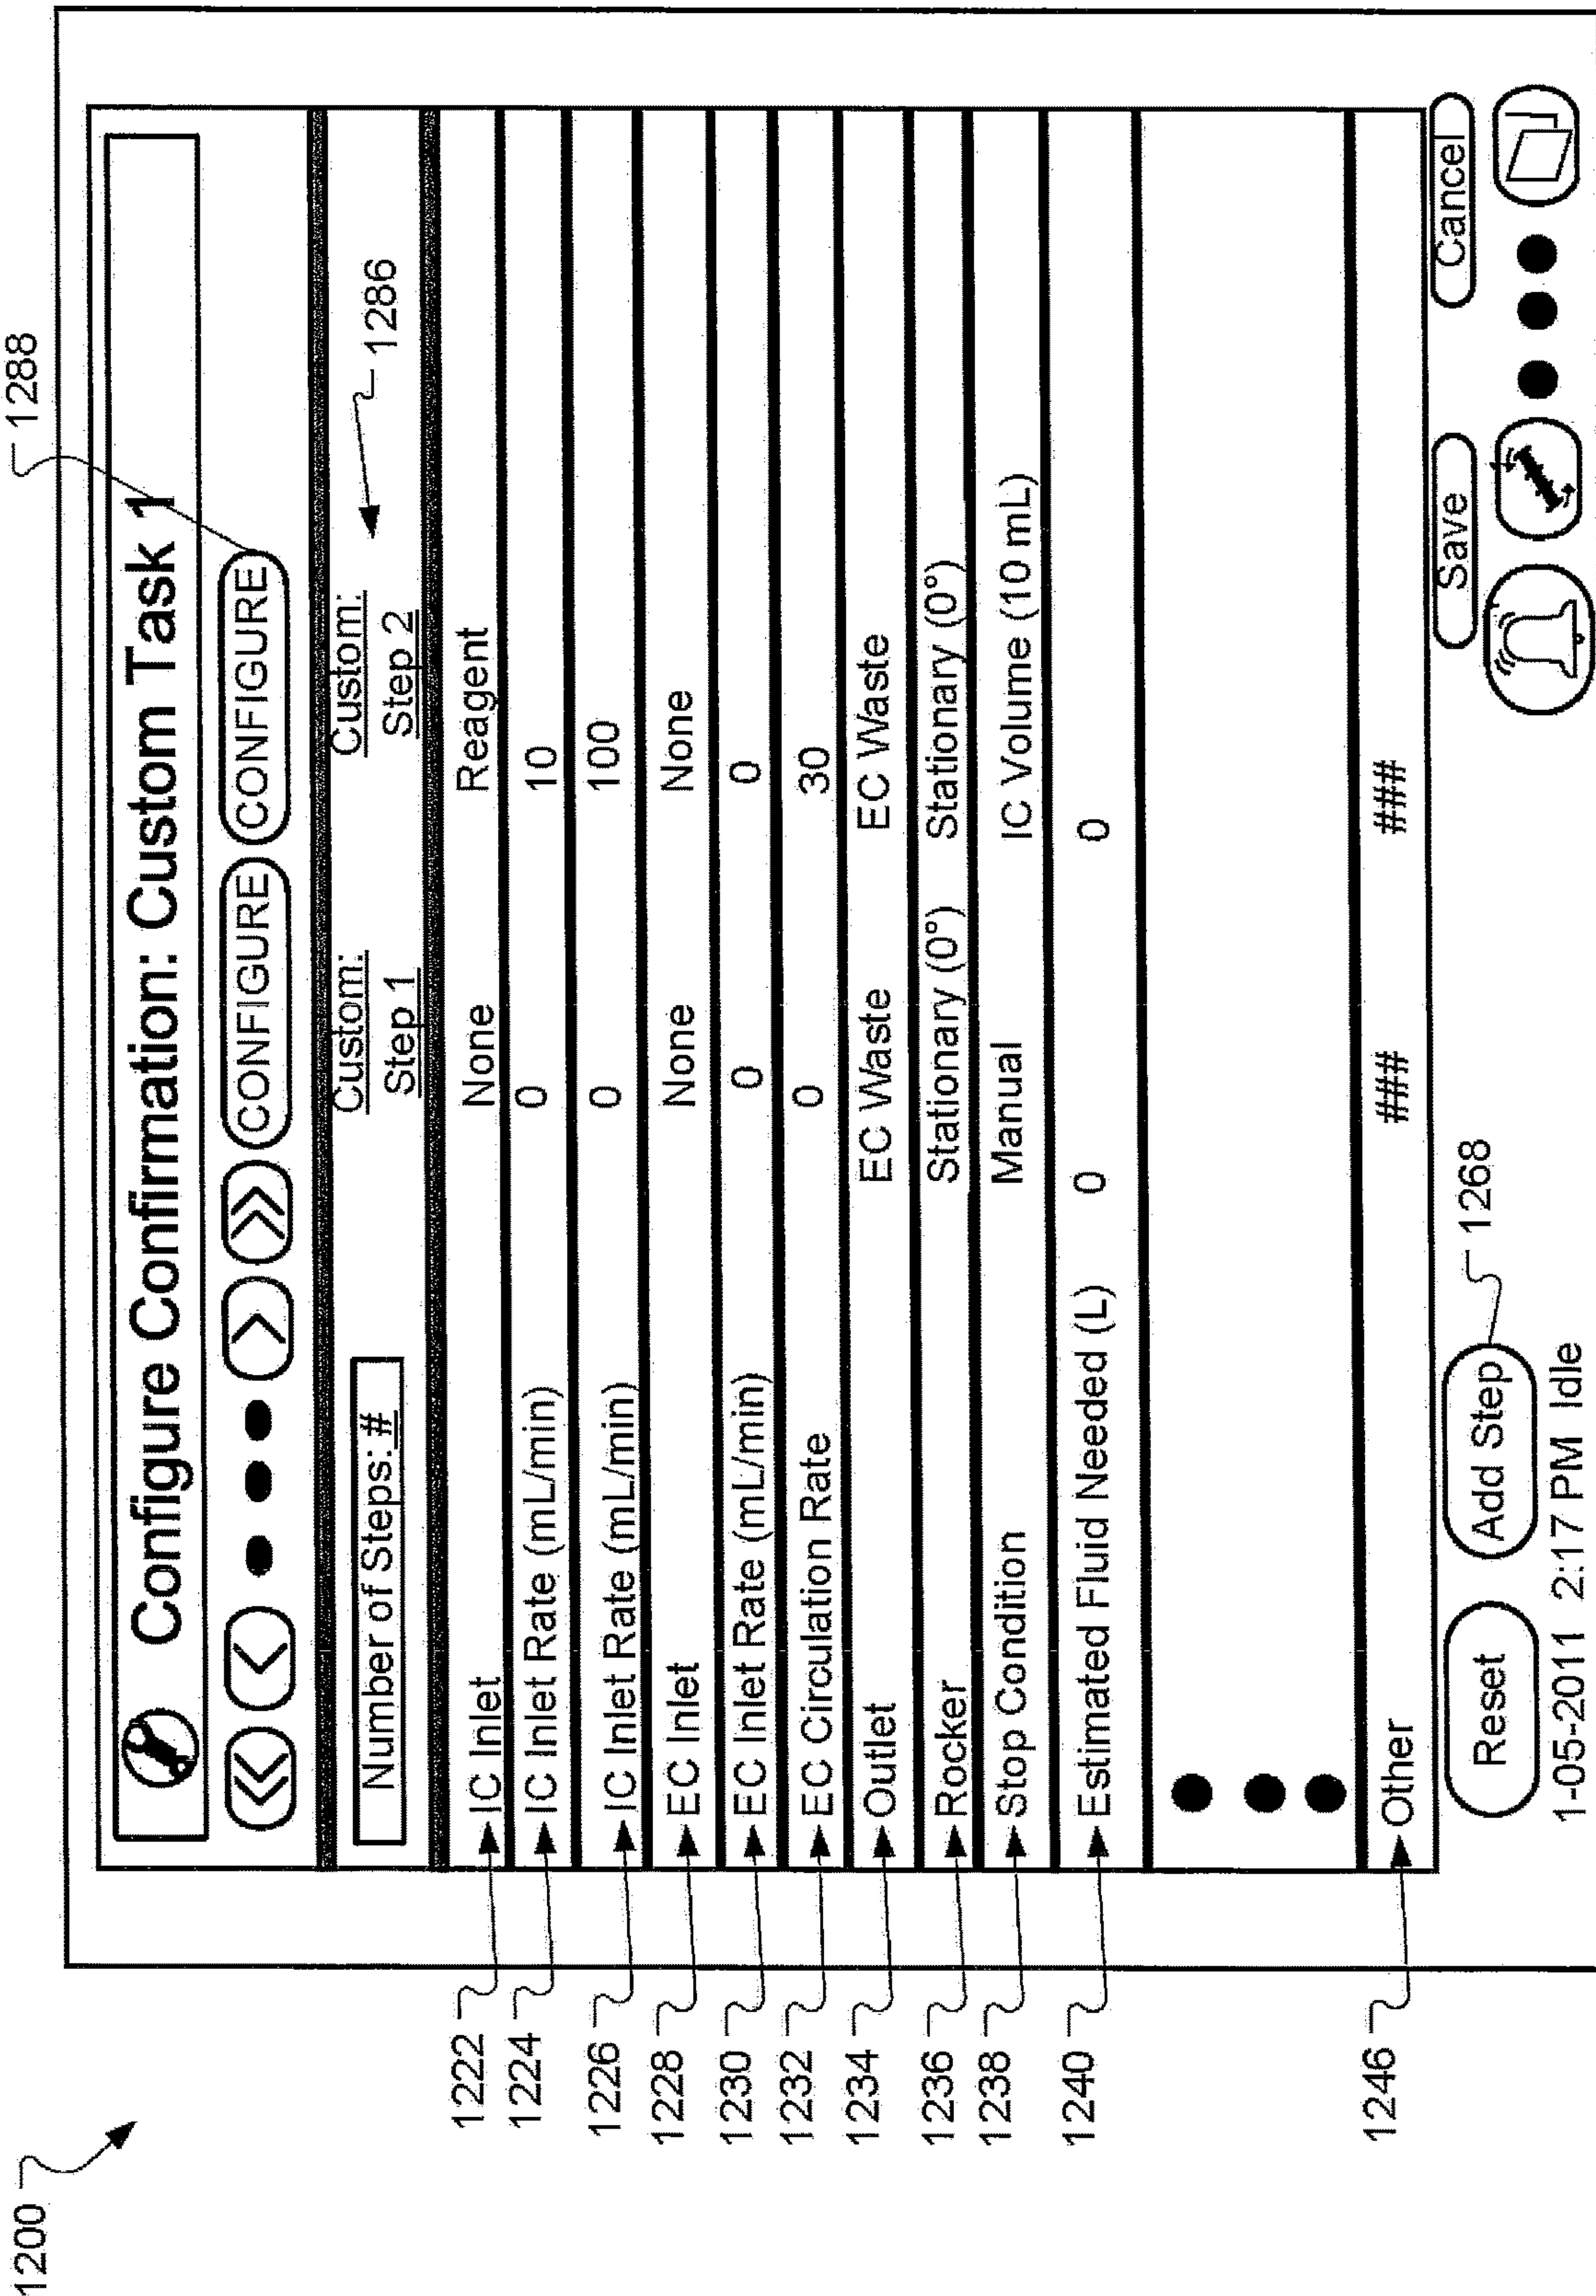 1200
1288
Configure Confirmation: Custom Task 1
CONFIGURE CONFIGURE
Number of Steps: # Custom: Step 1 Custom: Step 2 1286
1222 IC Inlet None Reagent
1224 IC Inlet Rate (mL/min) 0 10
1226 IC Inlet Rate (mL/min) 0 100
1228 EC Inlet None None
1230 EC Inlet Rate (mL/min) 0 0
1232 EC Circulation Rate 0 30
1234 Outlet EC Waste EC Waste
1236 Rocker Stationary (0°) Stationary (0°)
1238 Stop Condition Manual IC Volume (10 mL)
1240 Estimated Fluid Needed (L) 0 0
1246 Other ### ###
Reset Add Step 1268 Save Cancel
1-05-2011 2:17 PM Idle